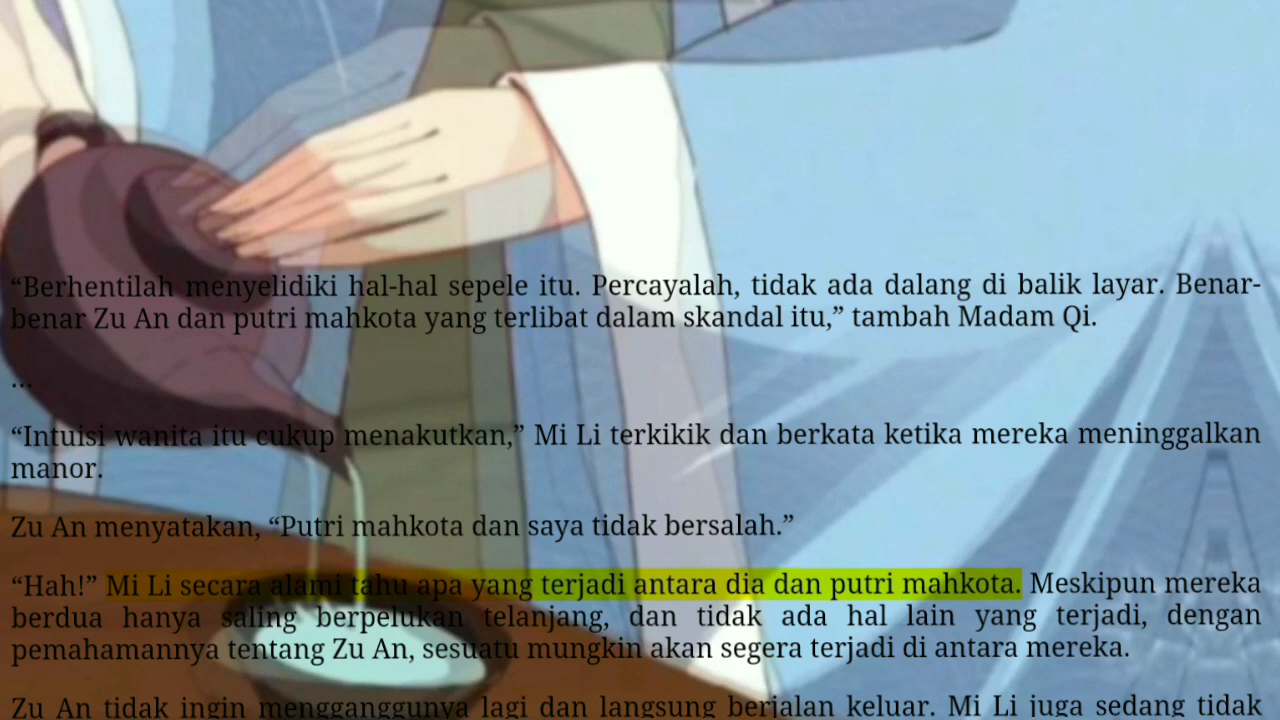 “Berhentilah menyelidiki hal-hal sepele itu. Percayalah, tidak ada dalang di balik layar. Benar-
benar Zu An dan putri mahkota yang terlibat dalam skandal itu,” tambah Madam Qi.
...
“Intuisi wanita itu cukup menakutkan,” Mi Li terkikik dan berkata ketika mereka meninggalkan
manor.
Zu An menyatakan, “Putri mahkota dan saya tidak bersalah.”
“Hah!” Mi Li secara alami tahu apa yang terjadi antara dia dan putri mahkota. Meskipun mereka
berdua hanya saling berpelukan telanjang, dan tidak ada hal lain yang terjadi, dengan
pemahamannya tentang Zu An, sesuatu mungkin akan segera terjadi di antara mereka.
Zu An tidak ingin mengganggunya lagi dan langsung berjalan keluar. Mi Li juga sedang tidak